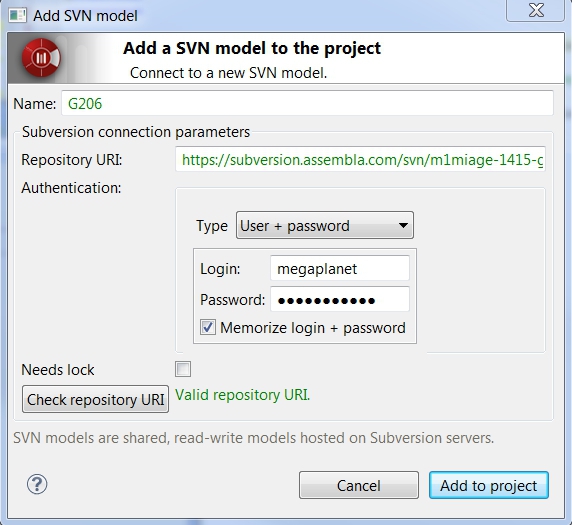 Add SVN model
Add a SVN model to the project
Connect to a new SVN model.
Name: G206
Subversion connection parameters
Repository URI: https://subversion.assembla.com/svn/m1miage-1415-g
Authentication:
Type User + password
Login: megaplanet
Password: ●●●●●●●●●●●
Memorize login + password
Needs lock
Check repository URI Valid repository URI.
SVN models are shared, read-write models hosted on Subversion servers.
? Cancel Add to project